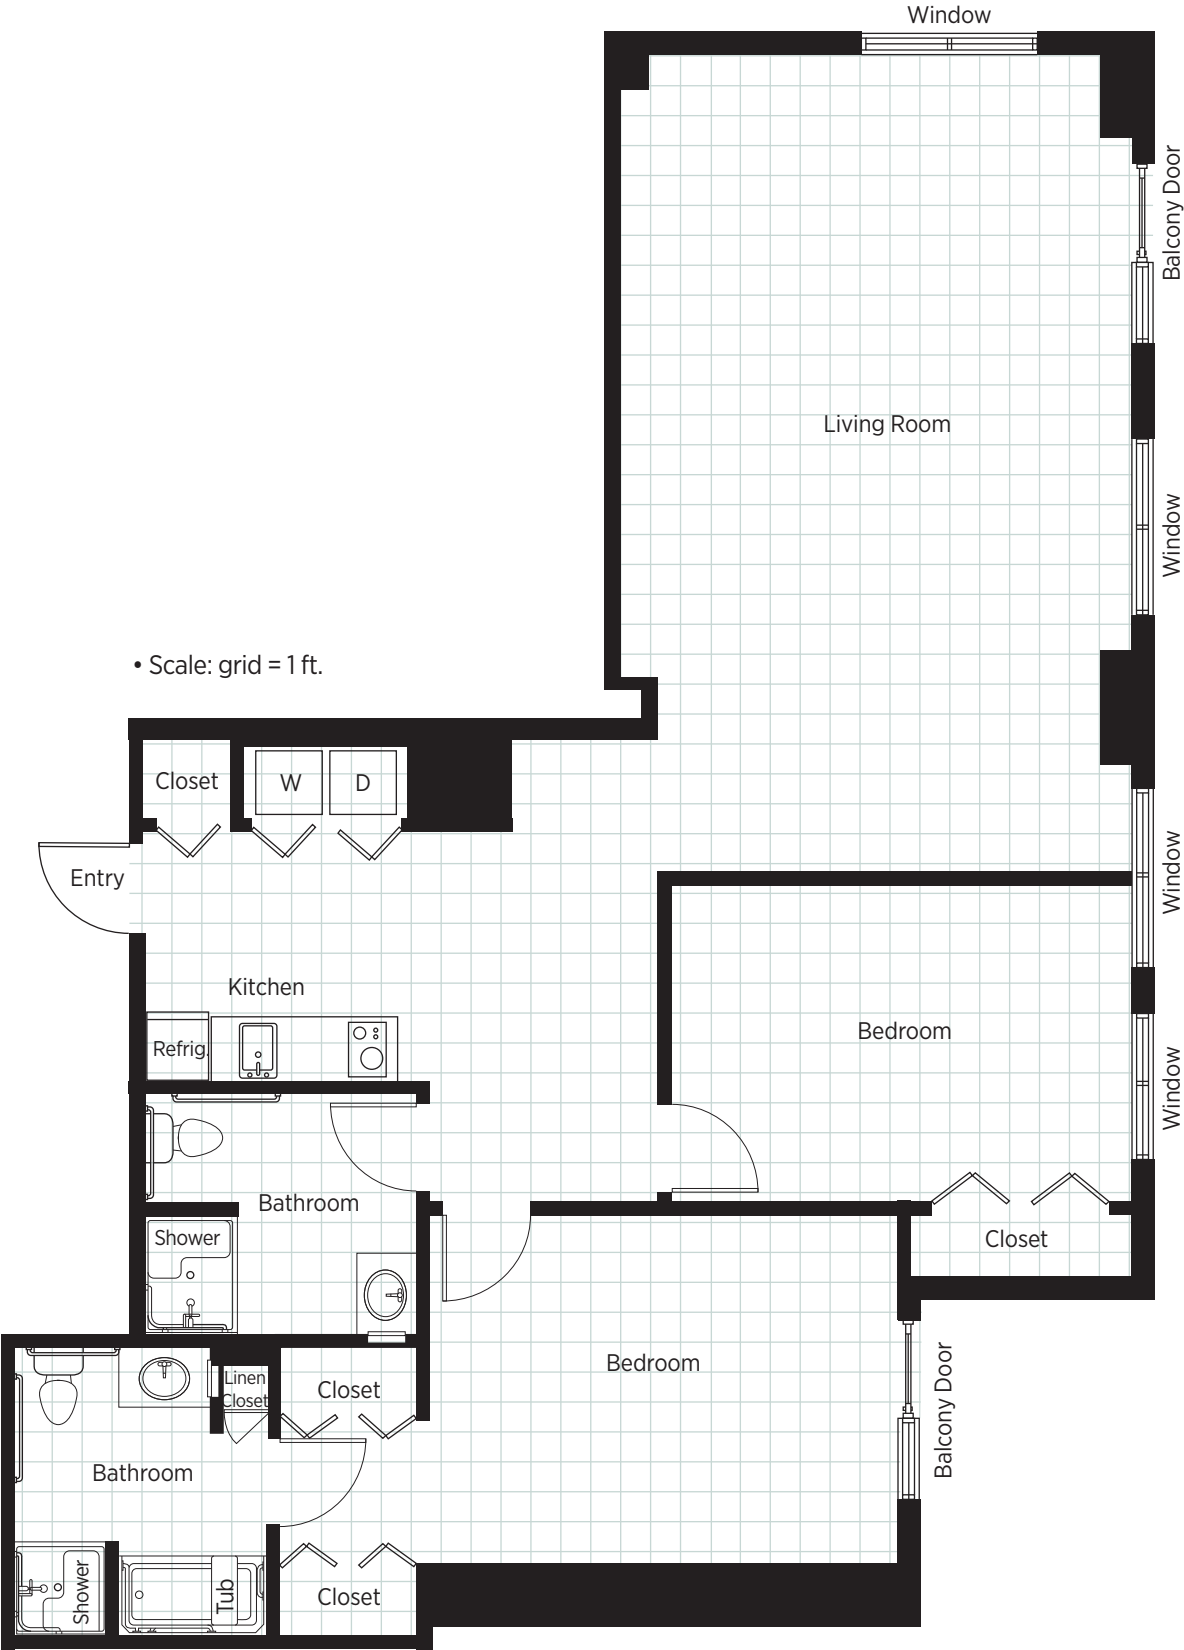 Window
Balcony Door
Living Room
Window
• Scale: grid = 1 ft.
Closet
W
D
Entry
Window
Kitchen
Refrig.
Bedroom
Window
Bathroom
Shower
Closet
Bedroom
Balcony Door
Linen
Closet
Closet
Bathroom
Shower
Tub
Closet